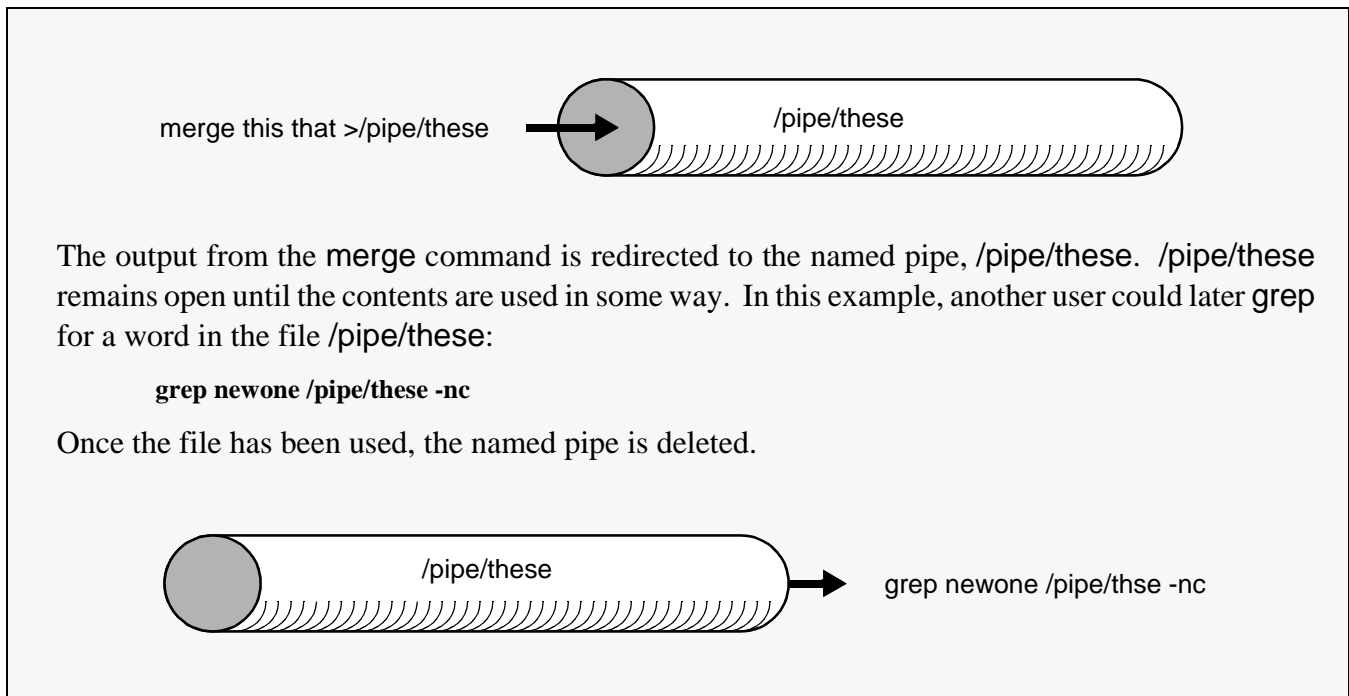 merge this that >/pipe/these
/pipe/these
The output from the merge command is redirected to the named pipe, /pipe/these. /pipe/these
remains open until the contents are used in some way. In this example, another user could later grep
for a word in the file /pipe/these:
grep newone /pipe/these -nc
Once the file has been used, the named pipe is deleted.
/pipe/these
grep newone /pipe/thse -nc